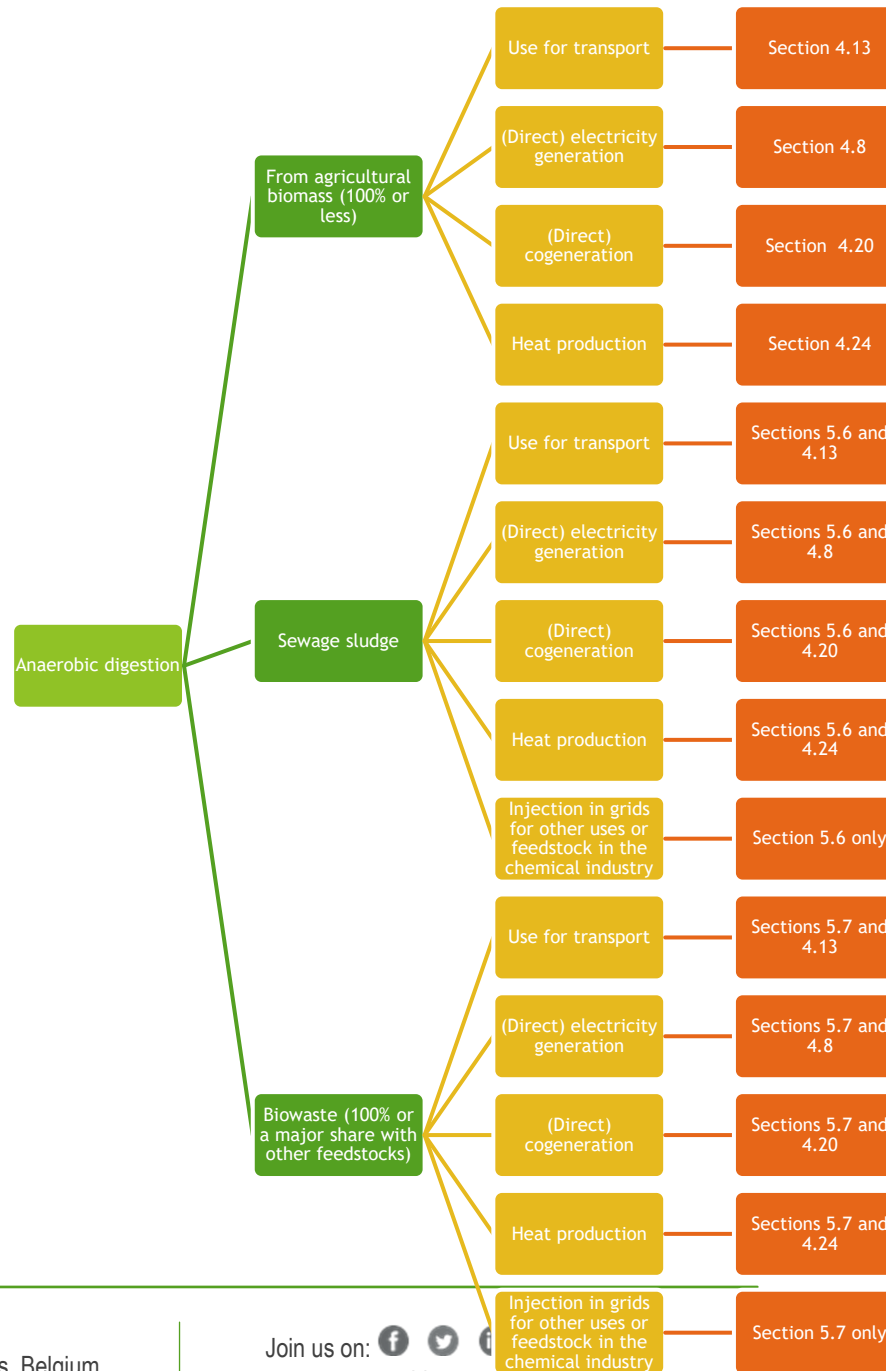 Use for transport
Section 4.13
(Direct) electricity
generation
Section 4.8
From agricultural
biomass (100% or
less)
(Direct)
cogeneration
Section 4.20
Heat production
Section 4.24
Use for transport
Sections 5.6 and
4.13
(Direct) electricity
generation
Sections 5.6 and
4.8
Anaerobic digestion
Sewage sludge
(Direct)
cogeneration
Sections 5.6 and
4.20
Heat production
Sections 5.6 and
4.24
Injection in grids
for other uses or
feedstock in the
chemical industry
Section 5.6 only
Use for transport
Sections 5.7 and
4.13
(Direct) electricity
generation
Sections 5.7 and
4.8
Biowaste (100% or
a major share with
other feedstocks)
(Direct)
cogeneration
Sections 5.7 and
4.20
Heat production
Sections 5.7 and
4.24
Injection in grids
for other uses or
feedstock in the
chemical industry
Section 5.7 only
Join us on:
Belgium